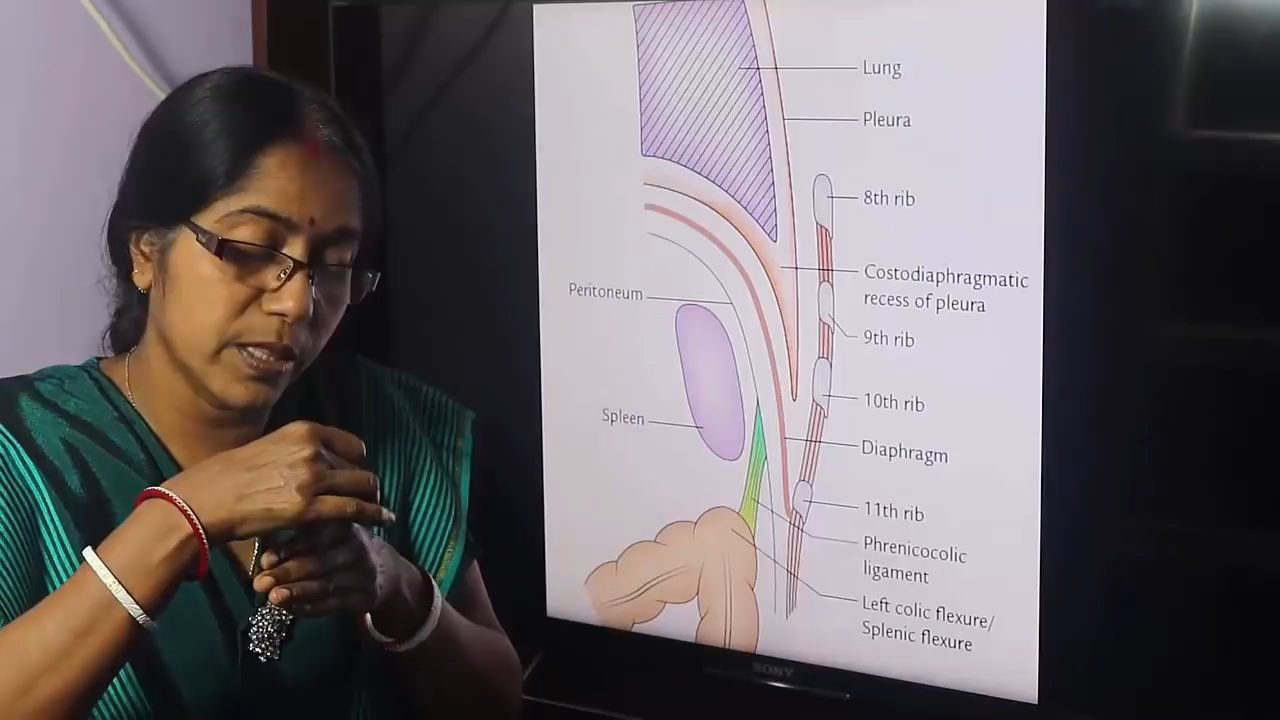 Lung
Pleura
8th rib
Costodiaphragmatic
recess of pleura
Peritoneum
9th rib
10th rib
Spleen
Diaphragm
11th rib
Phrenicocolic
ligament
Left colic flexure/
Splenic flexure
SONY